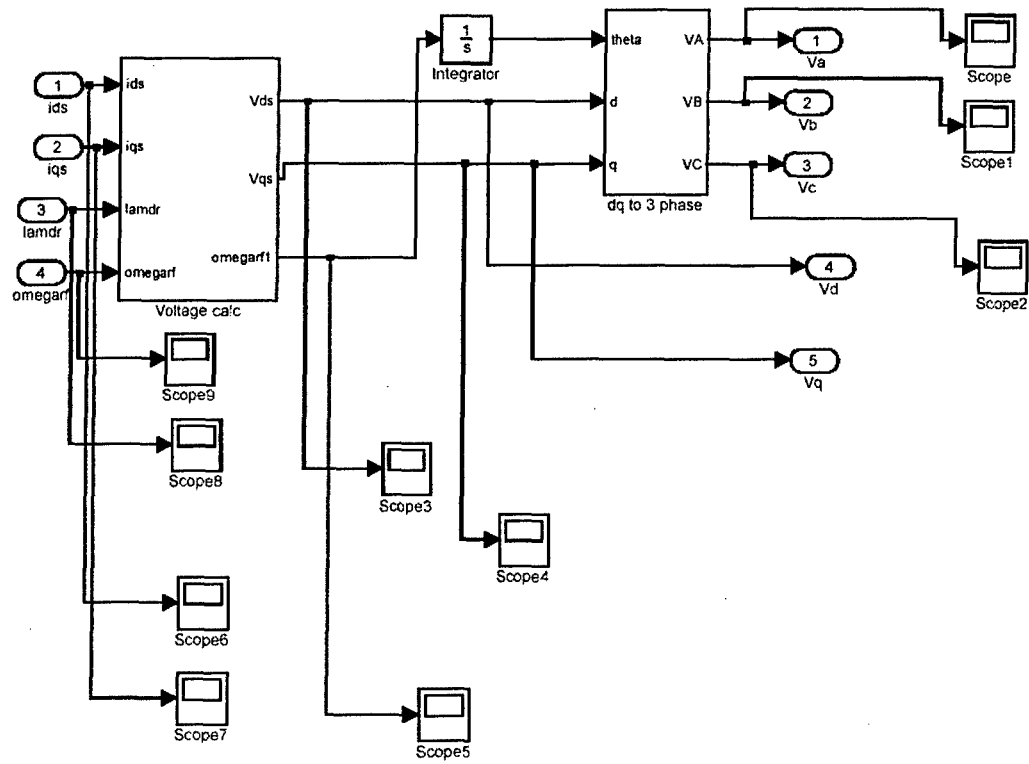 1
s
Integrator
theta
d
q
VA
VB
VC
dq to 3 phase
1
Va
2
Vb
3
Vc
4
Vd
5
Vq
Scope
Scope1
Scope2
1
ids
2
iqs
3
lamdr
4
omegarf
ids
iqs
lamdr
omegarf
Vds
Vqs
omegarf1
Voltage calc
Scope9
Scope8
Scope3
Scope4
Scope6
Scope7
Scope5